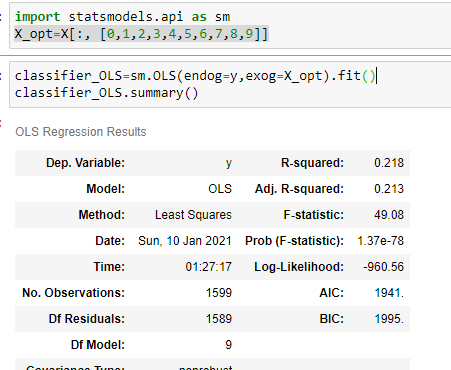 import statsmodels.api as sm
X_opt=X[:, [0,1,2,3,4,5,6,7,8,9]]
classifier_OLS=sm.OLS(endog=y,exog=X_opt).fit()
classifier_OLS.summary()
OLS Regression Results
Dep. Variable: y R-squared: 0.218
Model: OLS Adj. R-squared: 0.213
Method: Least Squares F-statistic: 49.08
Date: Sun, 10 Jan 2021 Prob (F-statistic): 1.37e-78
Time: 01:27:17 Log-Likelihood: -960.56
No. Observations: 1599 AIC: 1941.
Df Residuals: 1589 BIC: 1995.
Df Model: 9
Covariance Type: nonrobust